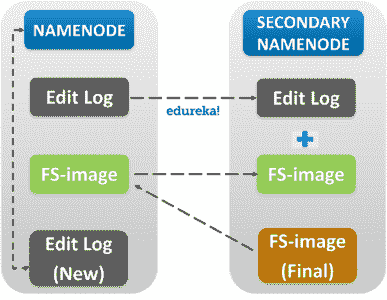 NAMENODE
SECONDARY
NAMENODE
Edit Log
edureka!
Edit Log
+
FS-image
FS-image
Edit Log
(New)
FS-image
(Final)